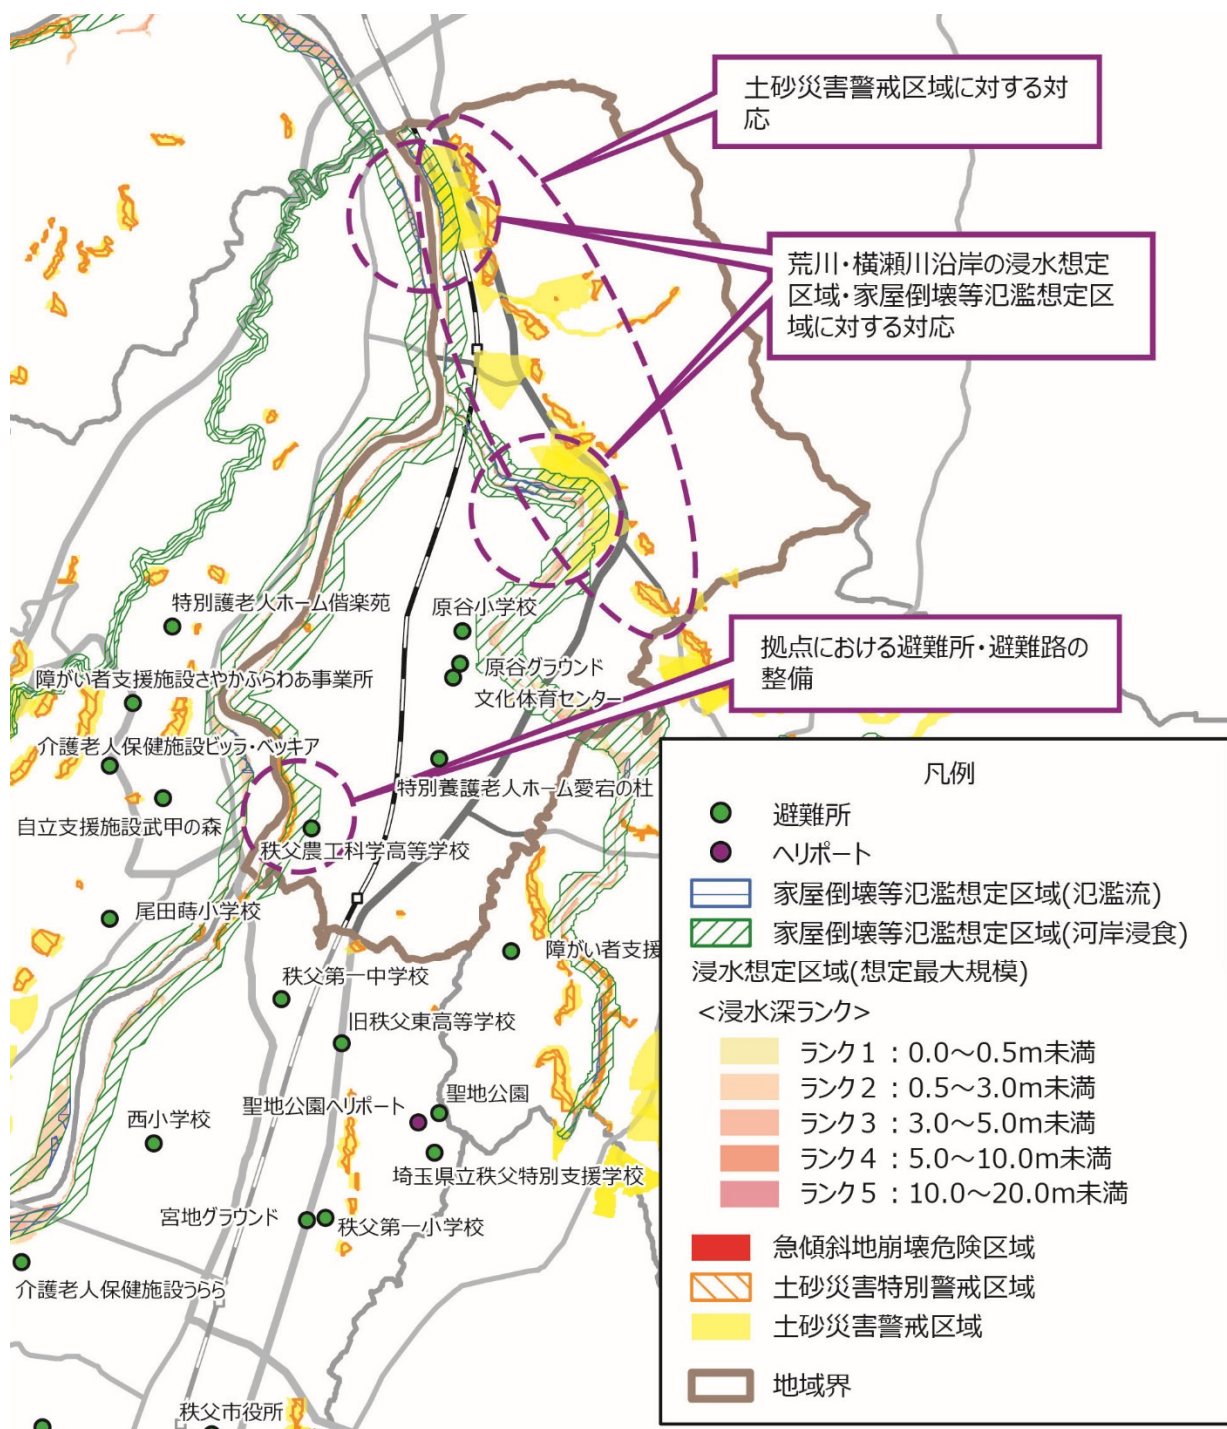 土砂災害警戒区域に対する対
応
荒川・横瀬川沿岸の浸水想定
区域・家屋倒壊等氾濫想定区
域に対する対応
特別護老人ホーム偕楽苑
原谷小学校
原谷グラウンド
文化体育センター
拠点における避難所・避難路の
整備
障がい者支援施設さやかふらわあ事業所
介護老人保健施設ビッラ・ベッキア
特別養護老人ホーム愛宕の杜
自立支援施設武甲の森
秩父農工科学高等学校
尾田蒔小学校
障がい者支援
秩父第一中学校
旧秩父東高等学校
聖地公園ヘリポート
聖地公園
西小学校
埼玉県立秩父特別支援学校
宮地グラウンド
秩父第一小学校
介護老人保健施設うらら
秩父市役所
凡例
避難所
ヘリポート
家屋倒壊等氾濫想定区域(氾濫流)
家屋倒壊等氾濫想定区域(河岸浸食)
浸水想定区域(想定最大規模)
<浸水深ランク>
ランク1：0.0～0.5m未満
ランク2：0.5～3.0m未満
ランク3：3.0～5.0m未満
ランク4：5.0～10.0m未満
ランク5：10.0～20.0m未満
急傾斜地崩壊危険区域
土砂災害特別警戒区域
土砂災害警戒区域
地域界